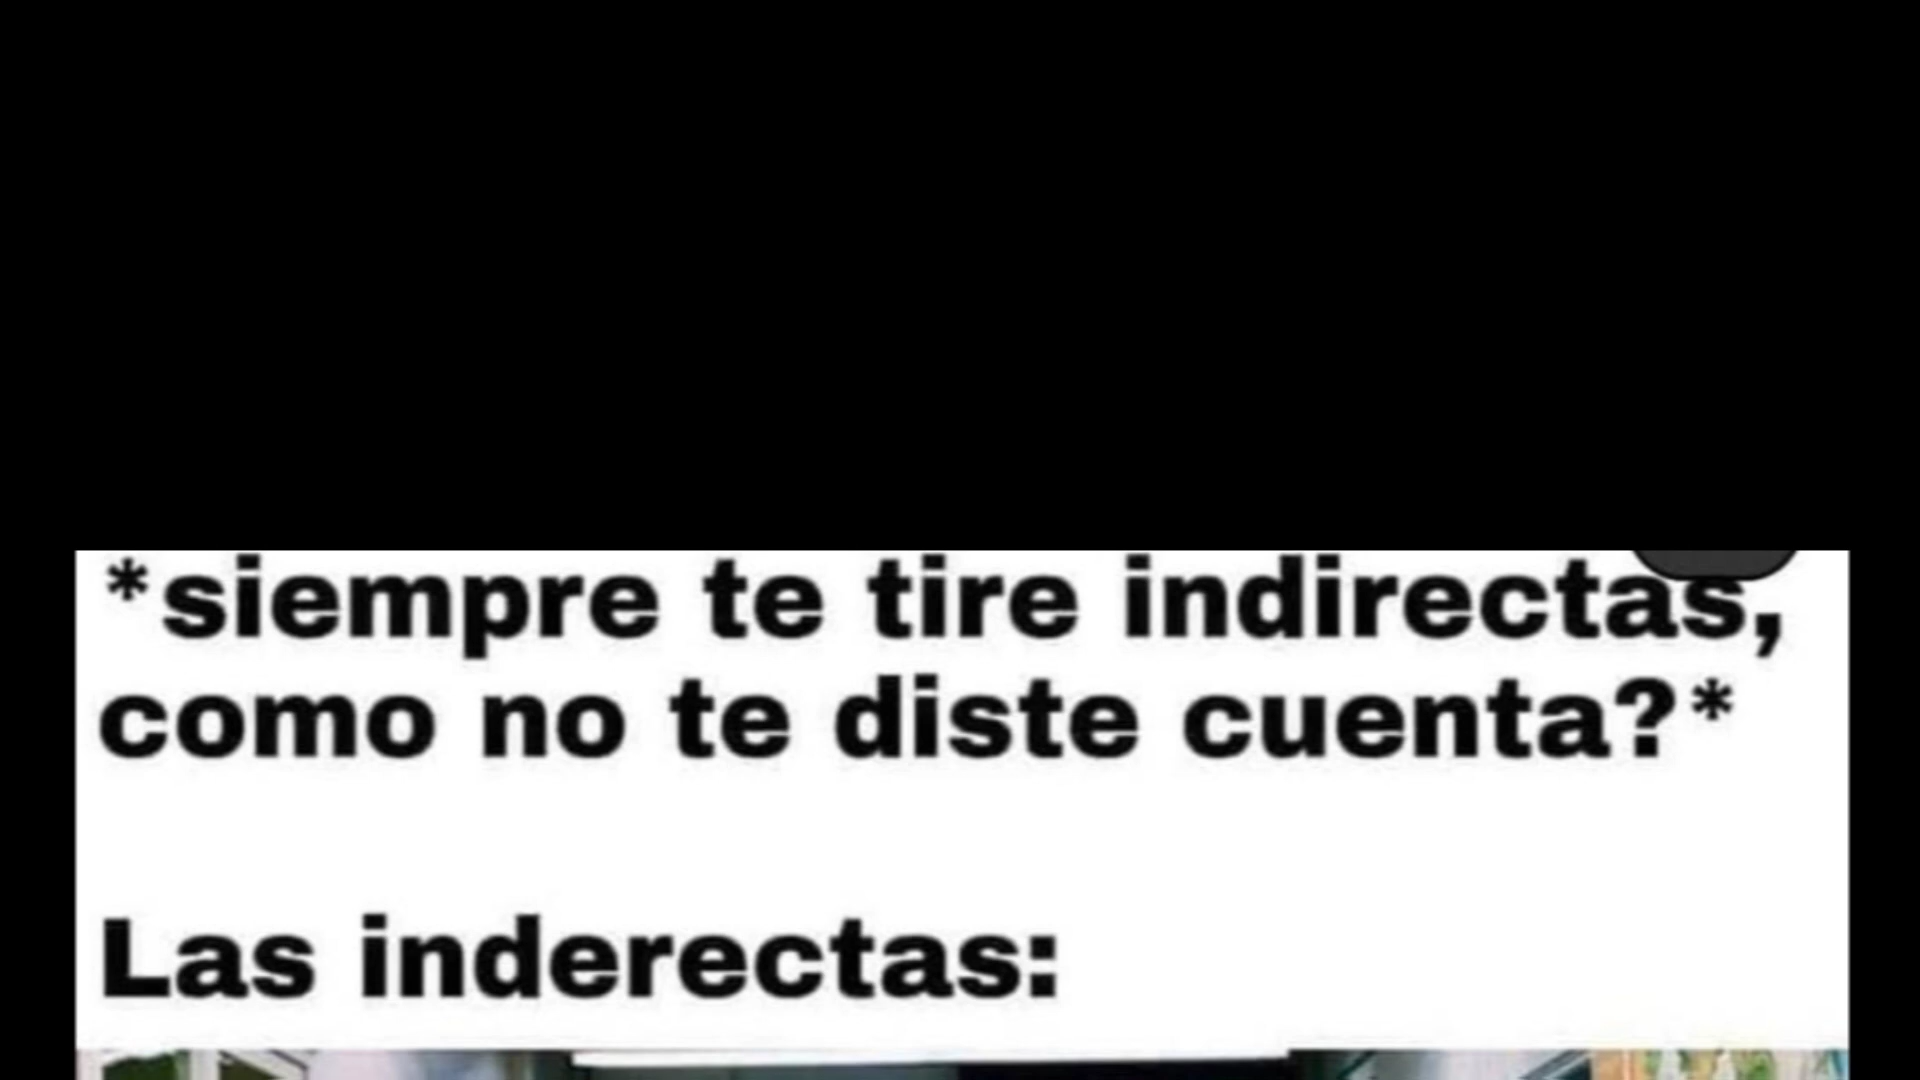 *siempre te tire indirectas,
como no te diste cuenta?*
Las inderectas: